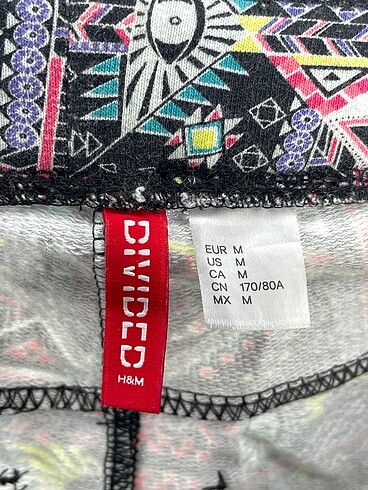 DIVIDED
H&M
EUR M
US M
CA M
CN 170/80A
MX M